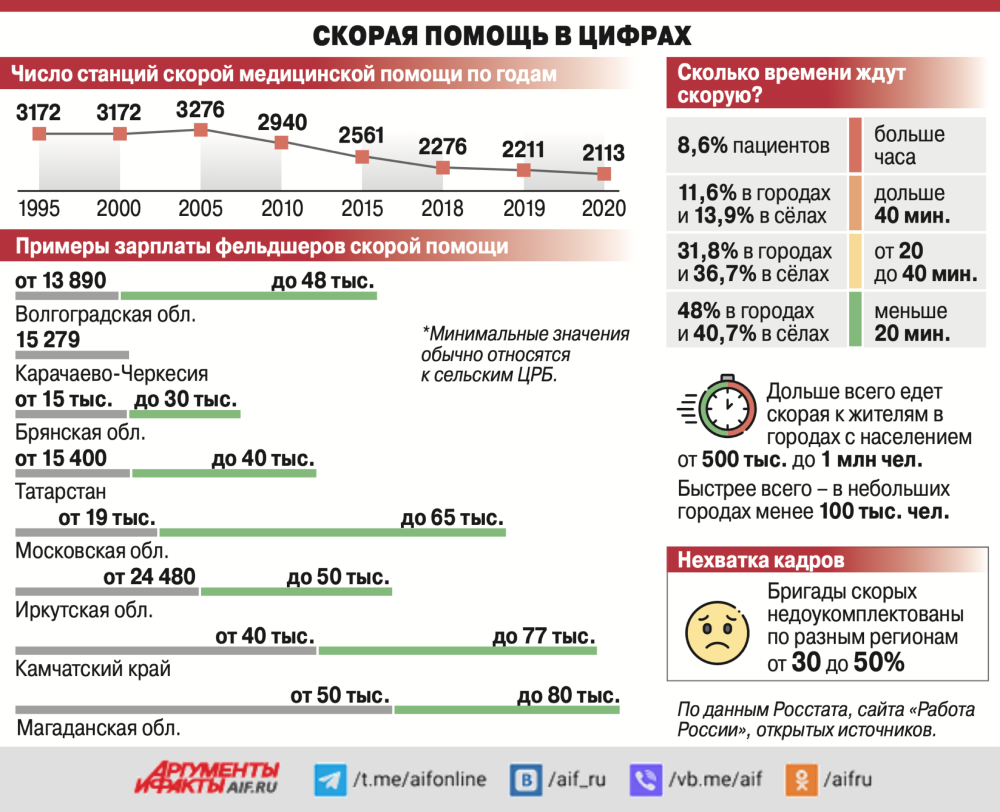 СКОРАЯ ПОМОЩЬ В ЦИФРАХ
Число станций скорой медицинской помощи по годам
3172 3172 3276 2940 2561 2276 2211 2113
1995 2000 2005 2010 2015 2018 2019 2020
Примеры зарплаты фельдшеров скорой помощи
от 13 890 до 48 тыс.
Волгоградская обл.
15 279
Карачаево-Черкесия
от 15 тыс. до 30 тыс.
Брянская обл.
от 15 400 до 40 тыс.
Татарстан
от 19 тыс. до 65 тыс.
Московская обл.
от 24 480 до 50 тыс.
Иркутская обл.
от 40 тыс. до 77 тыс.
Камчатский край
от 50 тыс. до 80 тыс.
Магаданская обл.
*Минимальные значения
обычно относятся
к сельским ЦРБ.
Сколько времени ждут
скорую?
8,6% пациентов
больше
часа
11,6% в городах
и 13,9% в сёлах
дольше
40 мин.
31,8% в городах
и 36,7% в сёлах
от 20
до 40 мин.
48% в городах
и 40,7% в сёлах
меньше
20 мин.
Дольше всего едет
скорая к жителям в
городах с населением
от 500 тыс. до 1 млн чел.
Быстрее всего – в небольших
городах менее 100 тыс. чел.
Нехватка кадров
Бригады скорых
недоукомплектованы
по разным регионам
от 30 до 50%
По данным Росстата, сайта «Работа
России», открытых источников.
АРГУМЕНТЫ
И ФАКТЫ AIF.RU
/t.me/aifonline
B /aif_ru
/vb.me/aif
/aifru